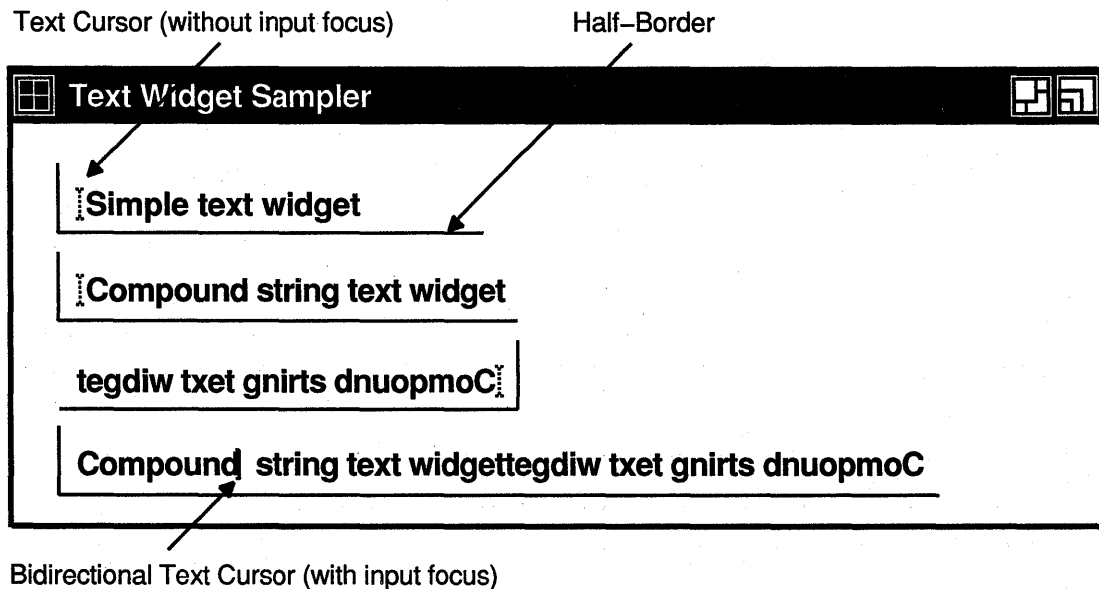 Text Cursor (without input focus)
Half–Border
Text Widget Sampler
Simple text widget
Compound string text widget
tegdiw txet gnirts dnuopmoC
Compound string text widgettegdiw txet gnirts dnuopmoC
Bidirectional Text Cursor (with input focus)